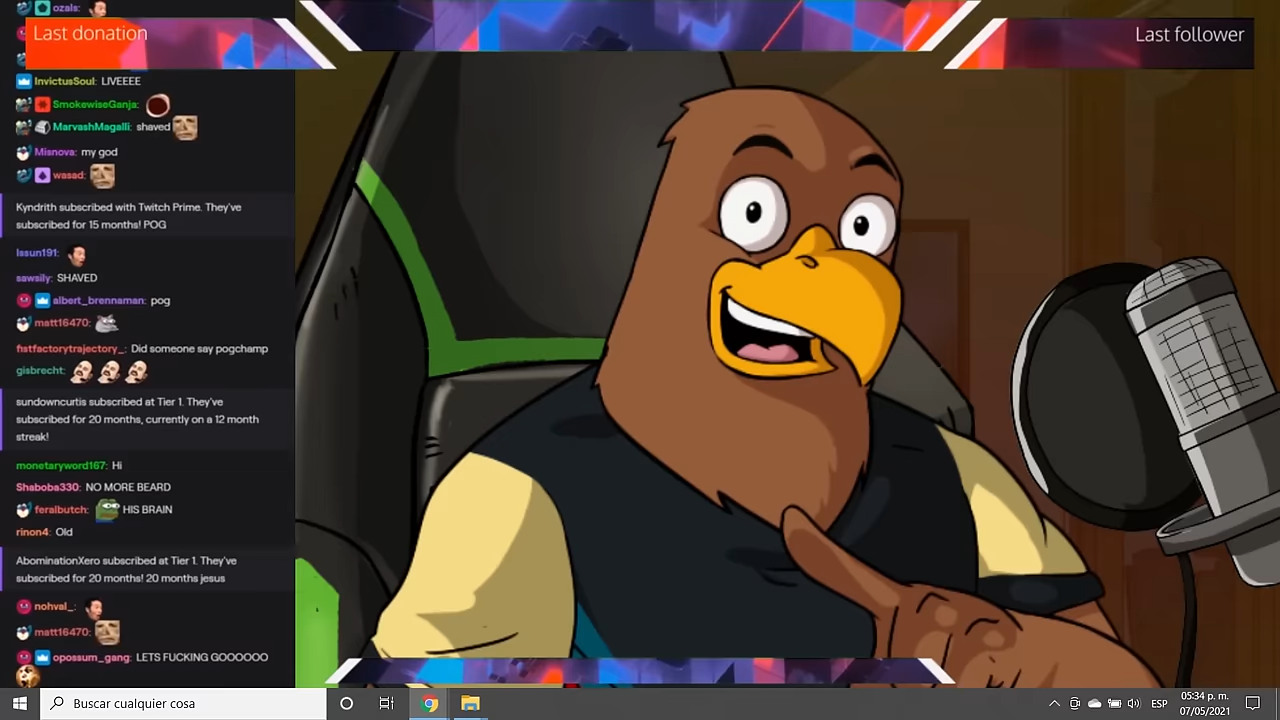 ozals:
Last donation
Last follower
InvictusSoul: LIVEEEE
SmokewiseGanja:
MarvashMagalli: shaved
Misnova: my god
wasad:
Kyndrith subscribed with Twitch Prime. They've
subscribed for 15 months! POG
Issun191:
sawsily: SHAVED
albert_brennaman: pog
matt16470:
fistfactorytrajectory_: Did someone say pogchamp
gisbrecht:
sundowncurtis subscribed at Tier 1. They've
subscribed for 20 months, currently on a 12 month
streak!
monetaryword167: Hi
Shaboba330: NO MORE BEARD
feralbutch: HIS BRAIN
rinon4: Old
AbominationXero subscribed at Tier 1. They've
subscribed for 20 months! 20 months jesus
nohval_:
matt16470:
opossum_gang: LETS FUCKING GOOOOOO
Buscar cualquier cosa
ESP
05:34 p. m.
07/05/2021